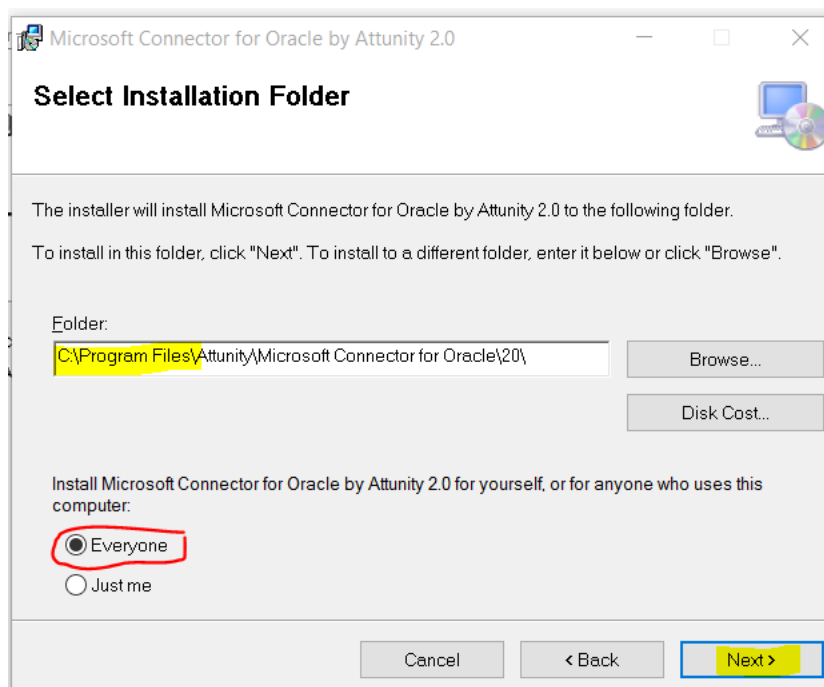 Microsoft Connector for Oracle by Attunity 2.0
Select Installation Folder
The installer will install Microsoft Connector for Oracle by Attunity 2.0 to the following folder.
To install in this folder, click "Next". To install to a different folder, enter it below or click "Browse".
Folder:
C:\Program Files\Attunity\Microsoft Connector for Oracle\20\
Browse...
Disk Cost...
Install Microsoft Connector for Oracle by Attunity 2.0 for yourself, or for anyone who uses this
computer:
Everyone
Just me
Cancel
< Back
Next >